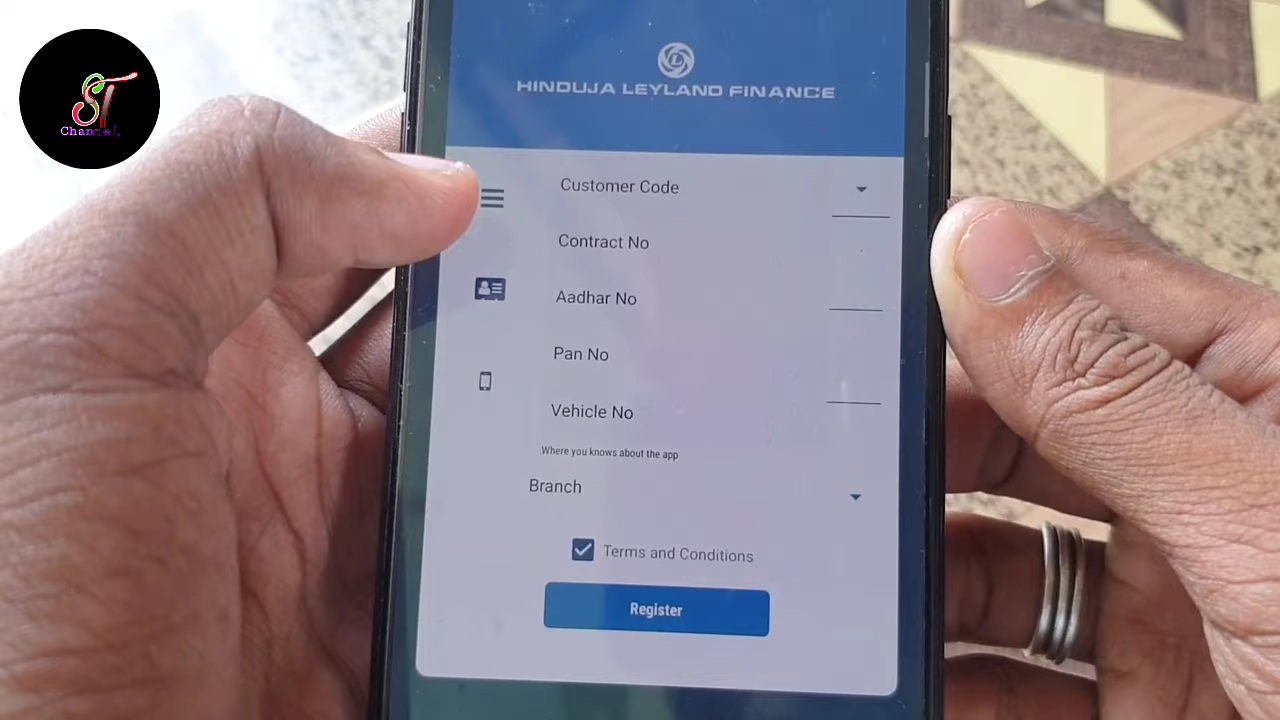 ST
Channel
HINDUJA LEYLAND FINANCE
Customer Code
Contract No
Aadhar No
Pan No
Vehicle No
Where you knows about the app
Branch
Terms and Conditions
Register